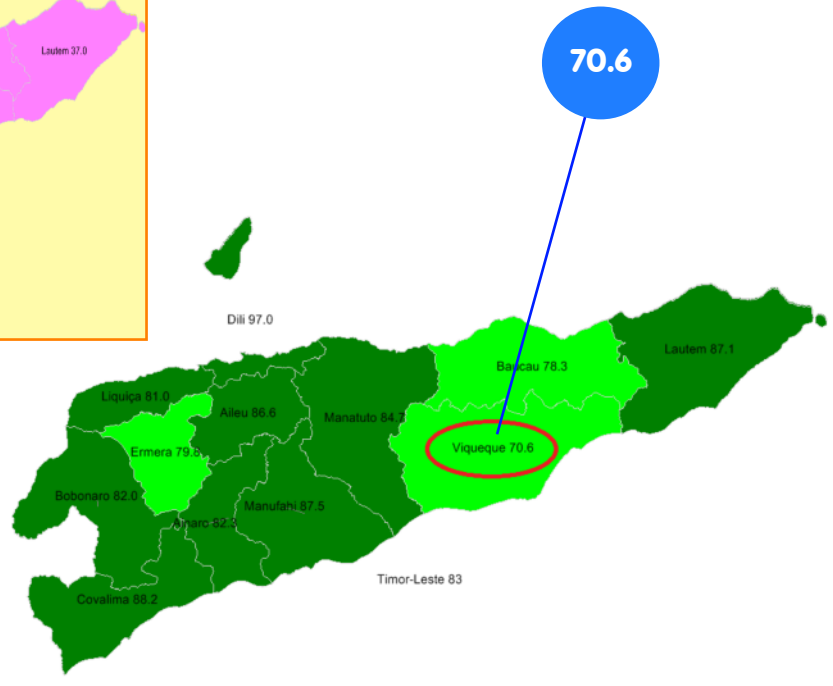 Lautem 37.0
70.6
Dili 97.0
Lautem 87.1
Baucau 78.3
Liquiça 81.0
Aileu 86.6
Manatuto 84.7
Ermera 79.8
Viqueque 70.6
Bobonaro 82.0
Manufahi 87.5
Ainaro 82.3
Timor-Leste 83
Covalima 88.2